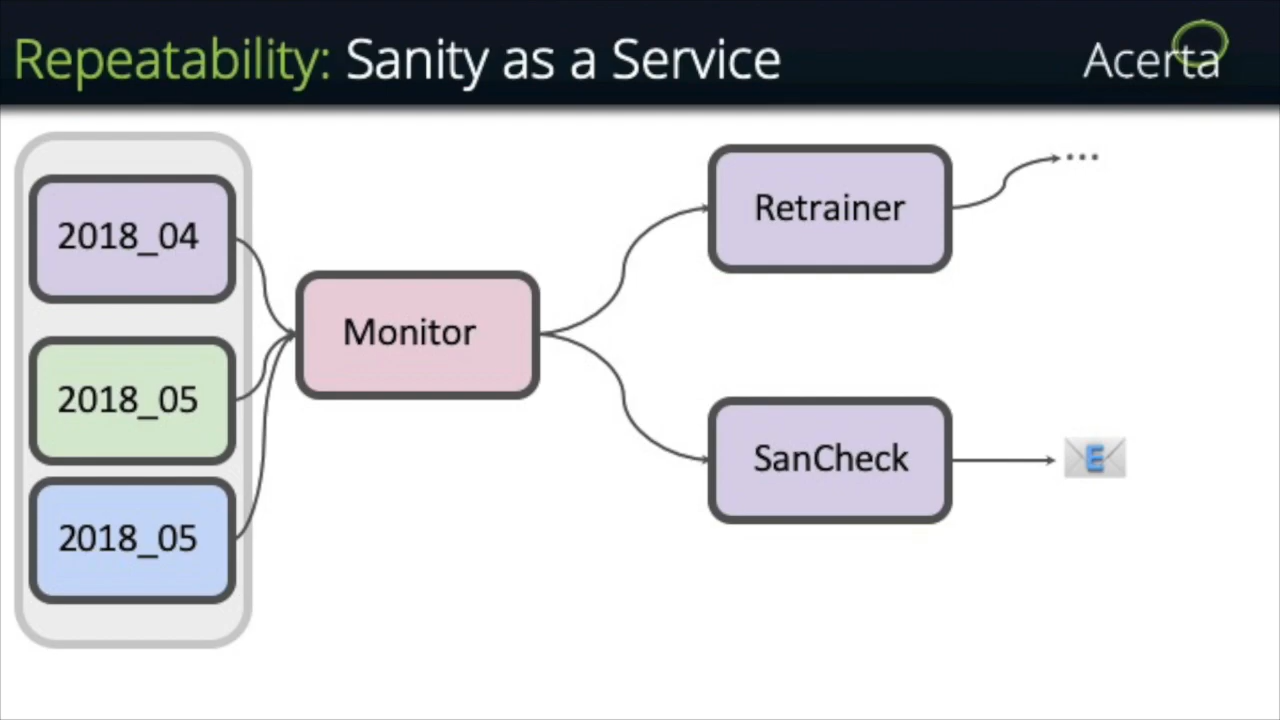 Repeatability: Sanity as a Service
Acerta
2018_04
2018_05
2018_05
Monitor
Retrainer
...
SanCheck
E